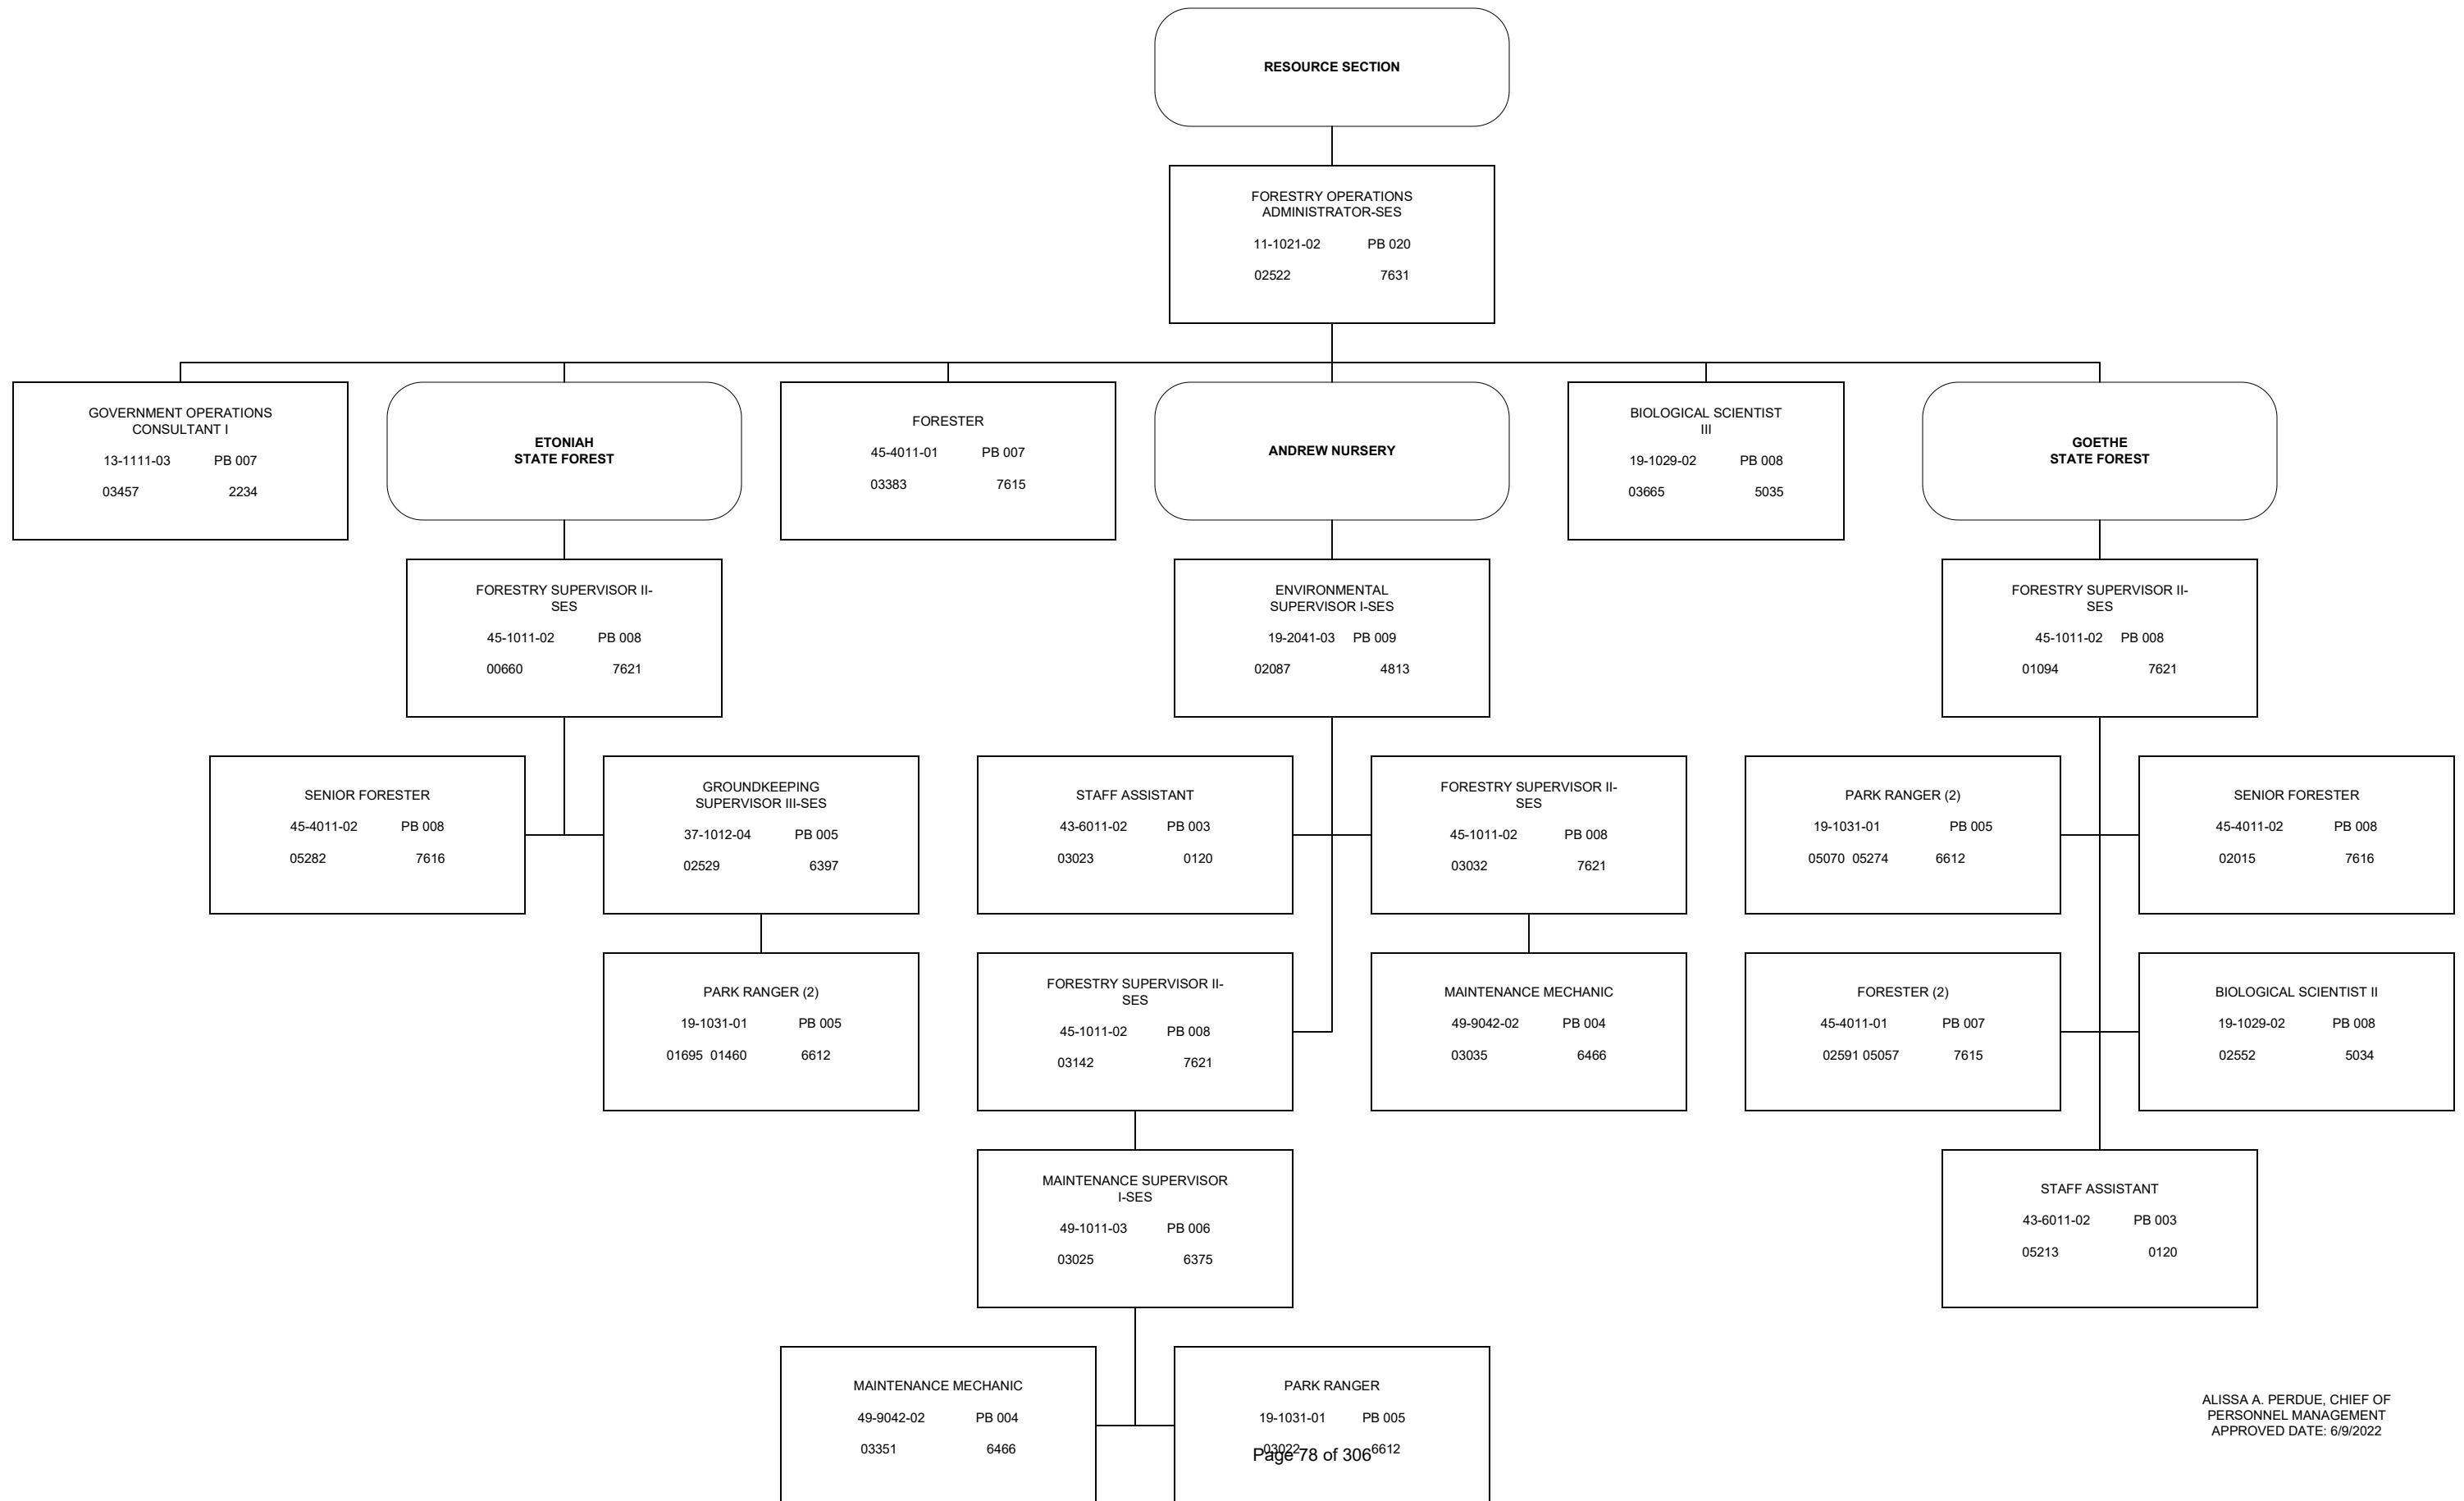 RESOURCE SECTION
FORESTRY OPERATIONS
ADMINISTRATOR-SES
11-1021-02 PB 020
02522 7631
GOVERNMENT OPERATIONS
CONSULTANT I
13-1111-03 PB 007
03457 2234
ETONIAH
STATE FOREST
FORESTER
45-4011-01 PB 007
03383 7615
ANDREW NURSERY
BIOLOGICAL SCIENTIST
III
19-1029-02 PB 008
03665 5035
GOETHE
STATE FOREST
FORESTRY SUPERVISOR II-
SES
45-1011-02 PB 008
00660 7621
ENVIRONMENTAL
SUPERVISOR I-SES
19-2041-03 PB 009
02087 4813
FORESTRY SUPERVISOR II-
SES
45-1011-02 PB 008
01094 7621
SENIOR FORESTER
45-4011-02 PB 008
05282 7616
GROUNDKEEPING
SUPERVISOR III-SES
37-1012-04 PB 005
02529 6397
STAFF ASSISTANT
43-6011-02 PB 003
03023 0120
FORESTRY SUPERVISOR II-
SES
45-1011-02 PB 008
03032 7621
PARK RANGER (2)
19-1031-01 PB 005
05070 05274 6612
SENIOR FORESTER
45-4011-02 PB 008
02015 7616
PARK RANGER (2)
19-1031-01 PB 005
01695 01460 6612
FORESTRY SUPERVISOR II-
SES
45-1011-02 PB 008
03142 7621
MAINTENANCE MECHANIC
49-9042-02 PB 004
03035 6466
FORESTER (2)
45-4011-01 PB 007
02591 05057 7615
BIOLOGICAL SCIENTIST II
19-1029-02 PB 008
02552 5034
MAINTENANCE SUPERVISOR
I-SES
49-1011-03 PB 006
03025 6375
STAFF ASSISTANT
43-6011-02 PB 003
05213 0120
MAINTENANCE MECHANIC
49-9042-02 PB 004
03351 6466
PARK RANGER
19-1031-01 PB 005
03022 6612
Page 78 of 306
ALISSA A. PERDUE, CHIEF OF
PERSONNEL MANAGEMENT
APPROVED DATE: 6/9/2022